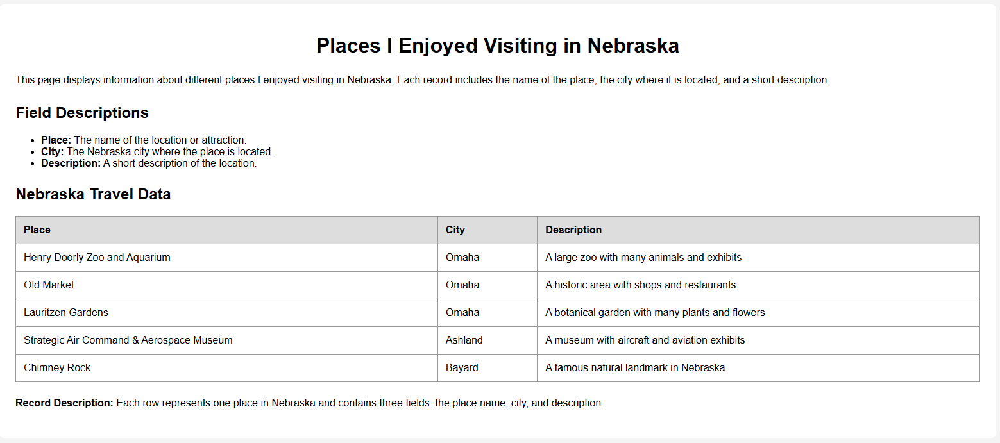 Places I Enjoyed Visiting in Nebraska
This page displays information about different places I enjoyed visiting in Nebraska. Each record includes the name of the place, the city where it is located, and a short description.
Field Descriptions
Place: The name of the location or attraction.
City: The Nebraska city where the place is located.
Description: A short description of the location.
Nebraska Travel Data
Place City Description
Henry Doorly Zoo and Aquarium Omaha A large zoo with many animals and exhibits
Old Market Omaha A historic area with shops and restaurants
Lauritzen Gardens Omaha A botanical garden with many plants and flowers
Strategic Air Command & Aerospace Museum Ashland A museum with aircraft and aviation exhibits
Chimney Rock Bayard A famous natural landmark in Nebraska
Record Description: Each row represents one place in Nebraska and contains three fields: the place name, city, and description.